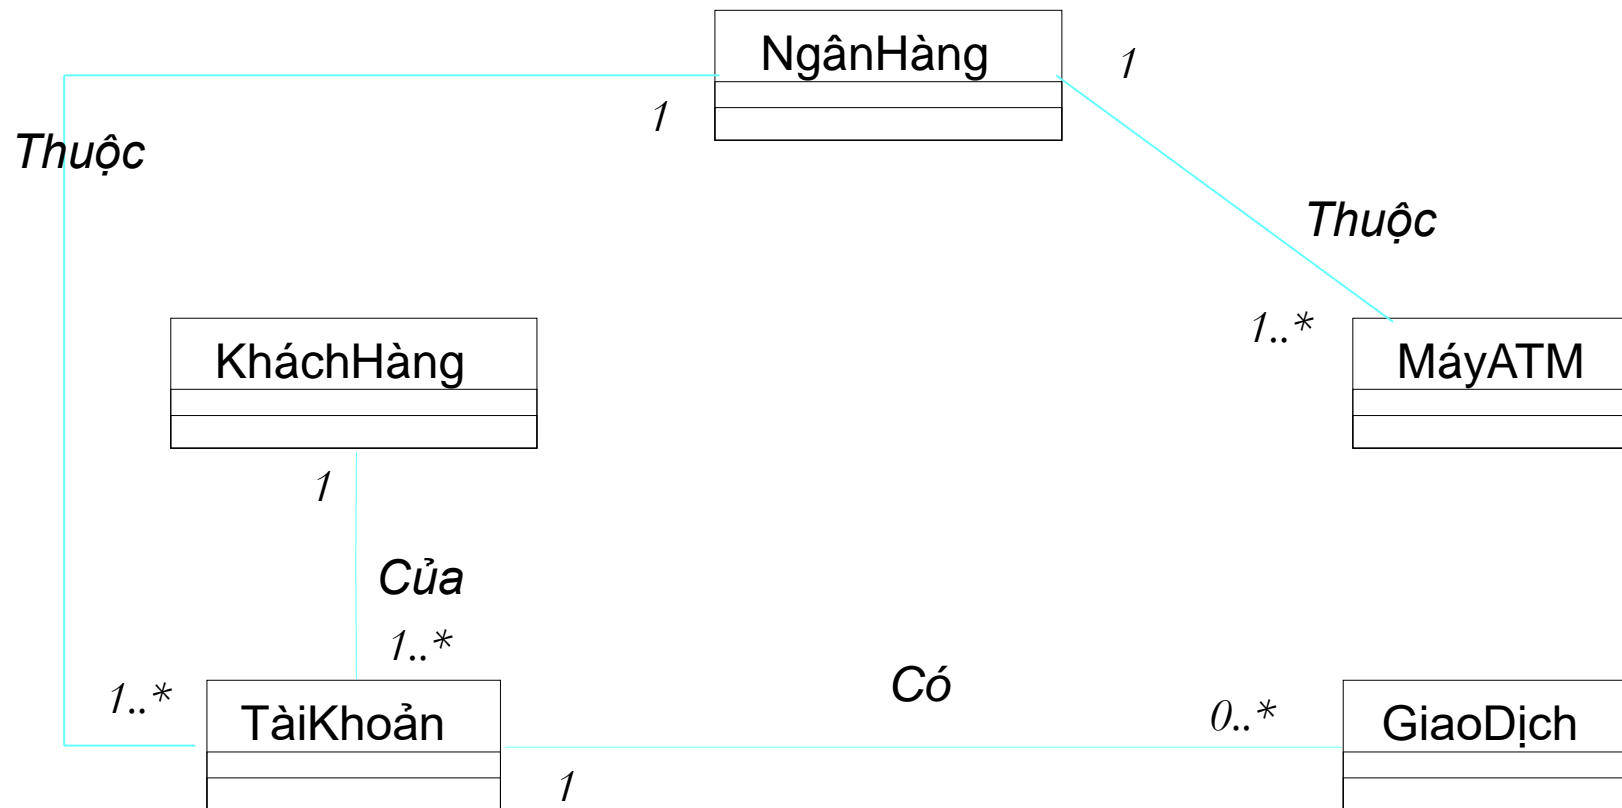 NgânHàng
1
1
Thuộc
Thuộc
1..*
KháchHàng
MáyATM
1
Của
1..*
Có
1..*
TàiKhoản
0..*
GiaoDịch
1